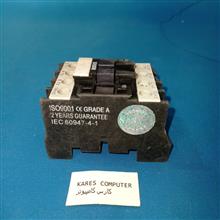 ISO9001 CE GRADE A
2 YEARS GUARANTEE
IEC 60947-4-1
KARES COMPUTER
کارس کامپیوتر